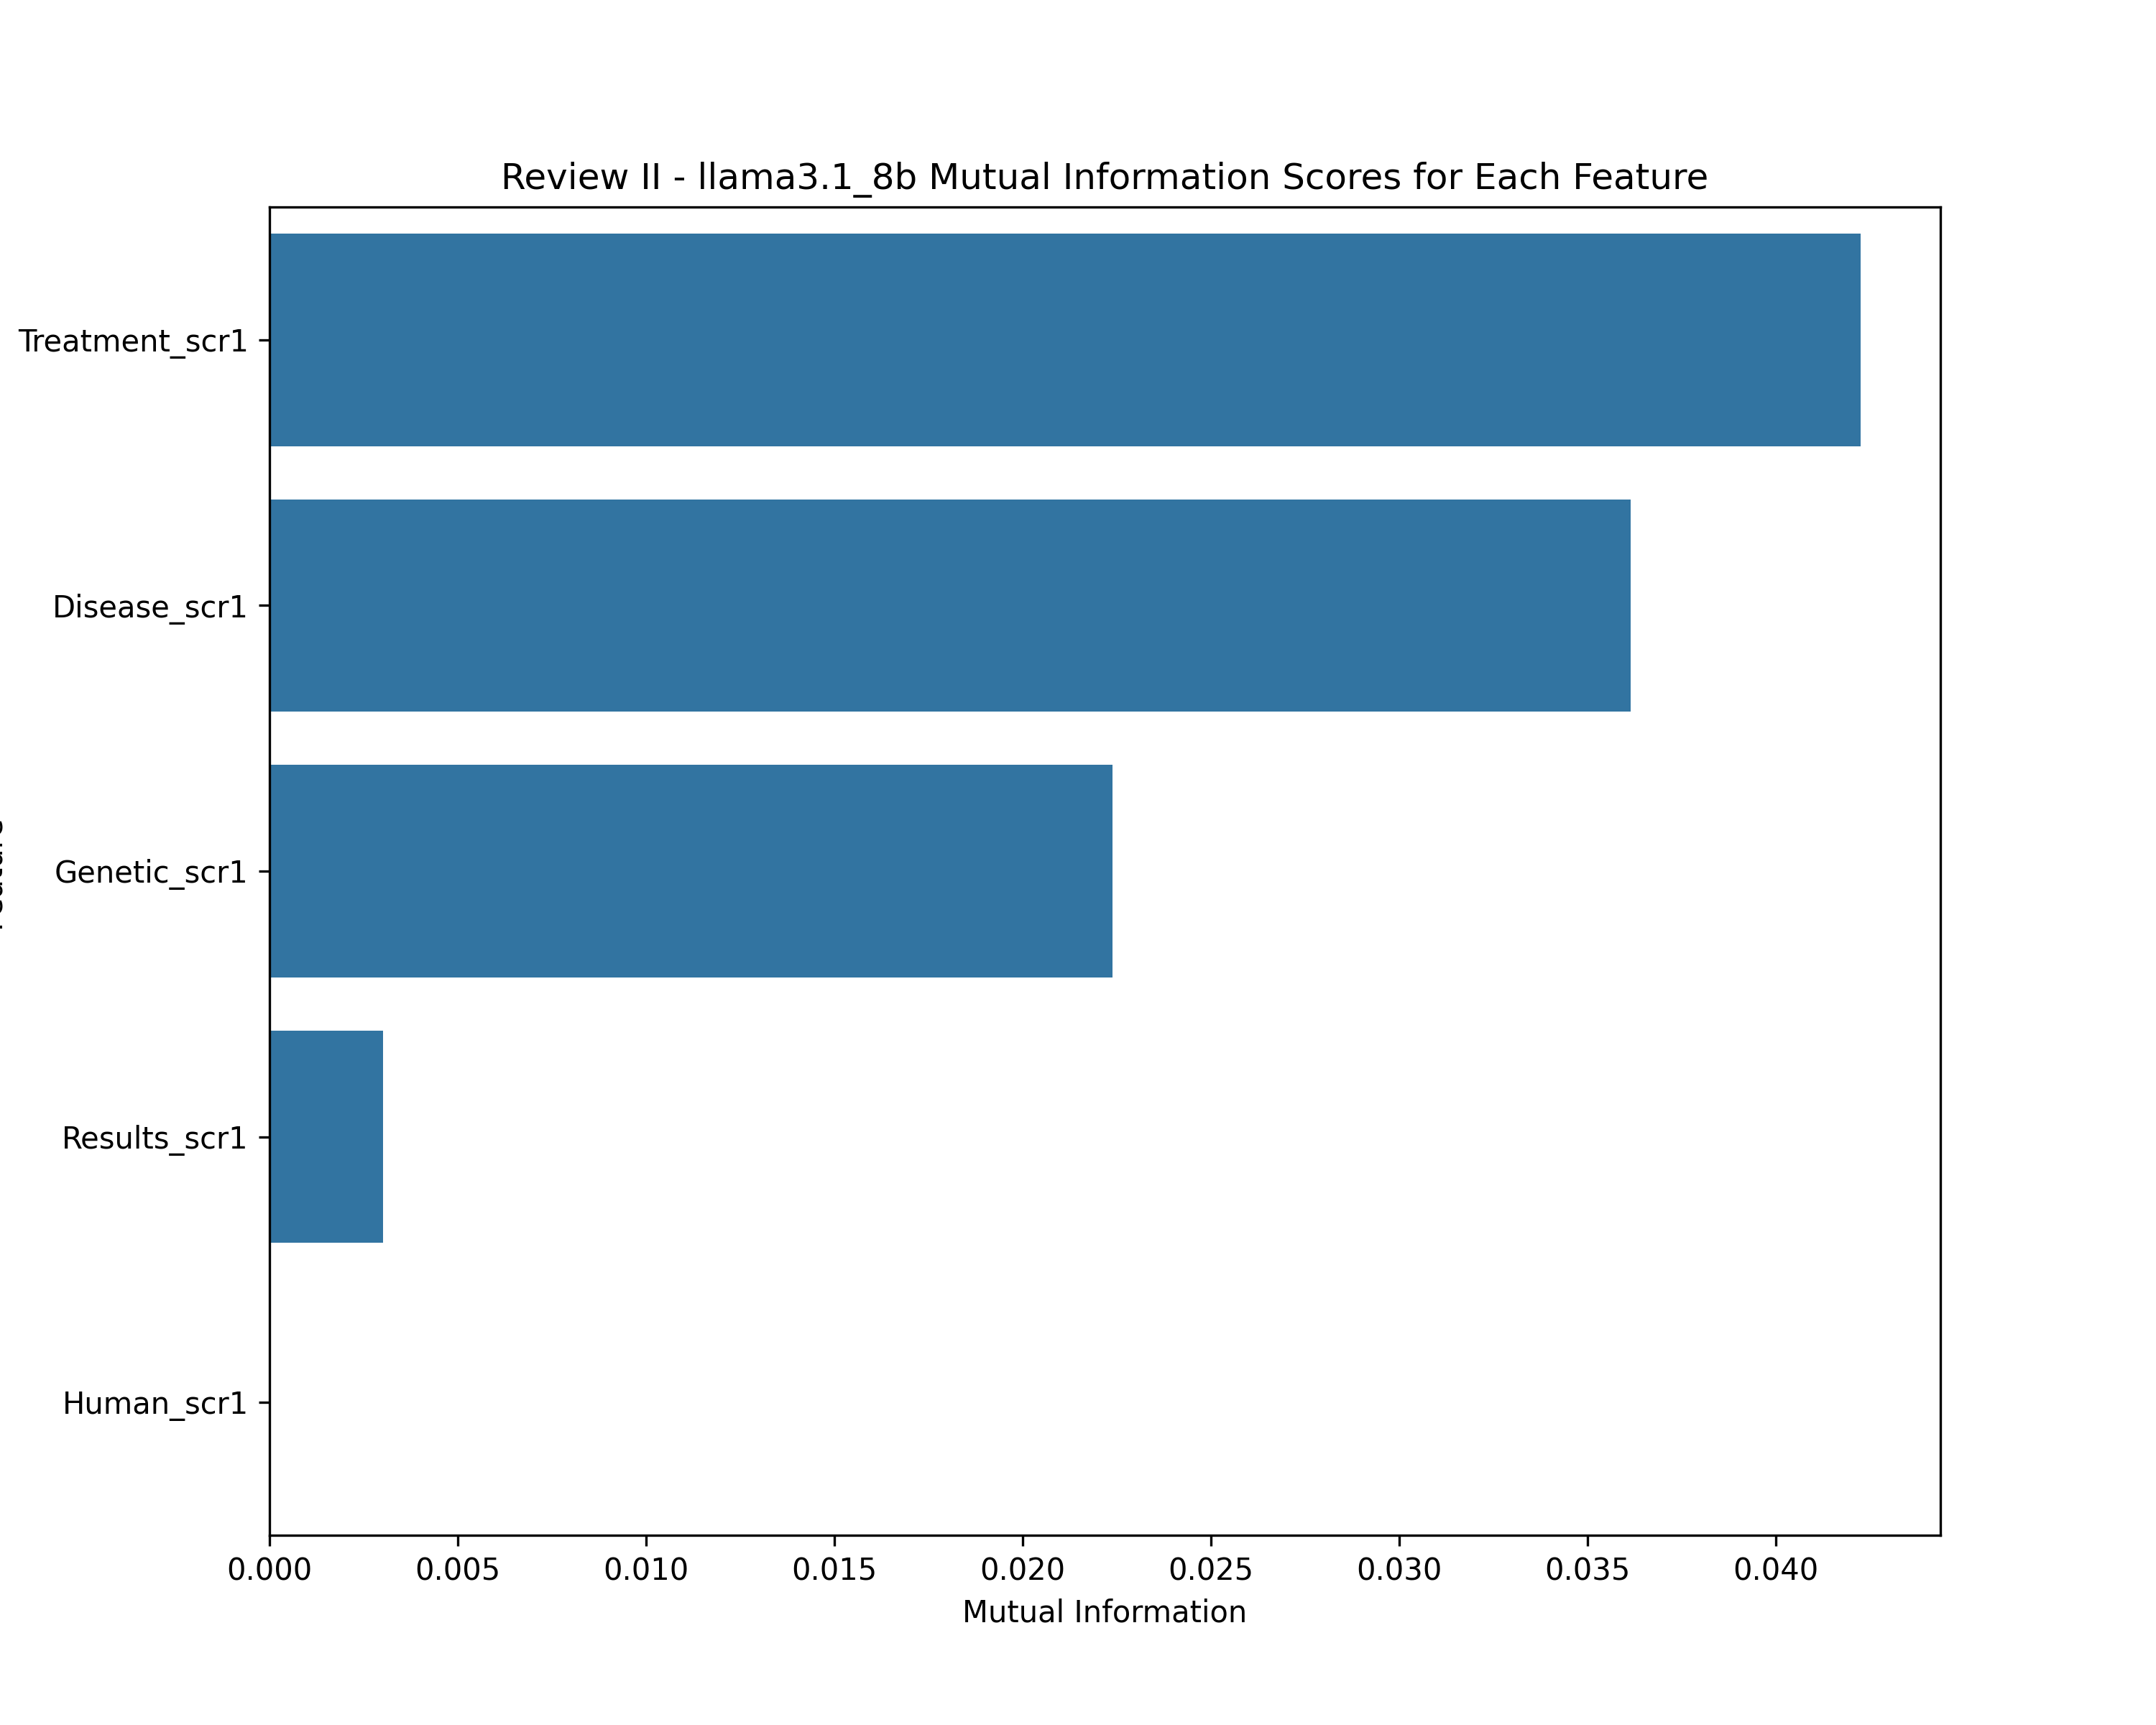 Review II - llama3.1_8b Mutual Information Scores for Each Feature
Treatment_scr1
Disease_scr1
Genetic_scr1
Results_scr1
Human_scr1
0.000 0.005 0.010 0.015 0.020 0.025 0.030 0.035 0.040
Mutual Information